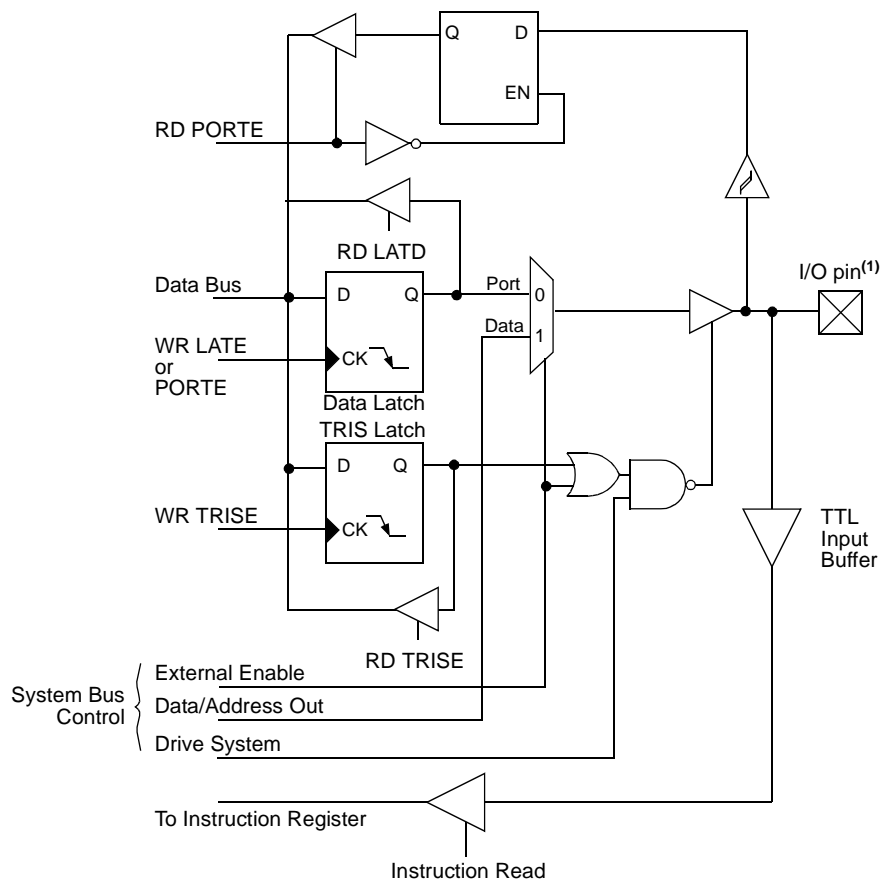 Q D
EN
RD PORTE
RD LATD
I/O pin(1)
Data Bus
D Q
Port
0
Data
1
WR LATE
or
PORTE
CK
Data Latch
TRIS Latch
D Q
WR TRISE
CK
TTL
Input
Buffer
RD TRISE
System Bus
Control
External Enable
Data/Address Out
Drive System
To Instruction Register
Instruction Read